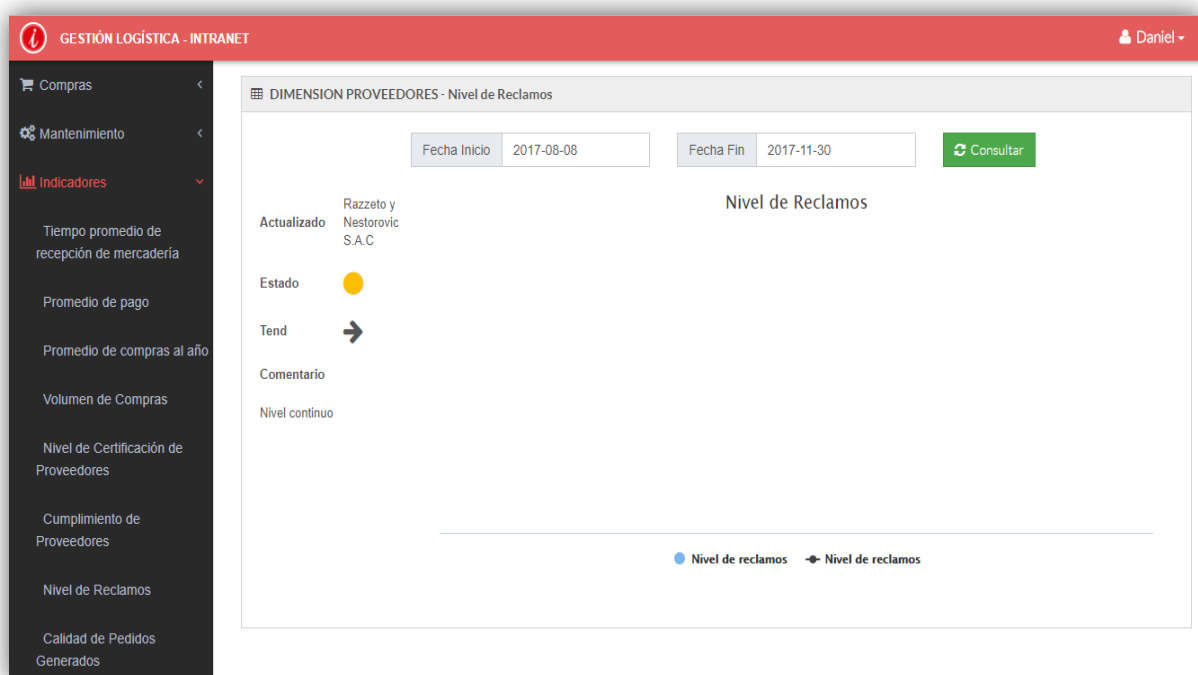 i GESTIÓN LOGÍSTICA - INTRANET
Daniel
Compras
Mantenimiento
Indicadores
Tiempo promedio de
recepción de mercadería
Promedio de pago
Promedio de compras al año
Volumen de Compras
Nivel de Certificación de
Proveedores
Cumplimiento de
Proveedores
Nivel de Reclamos
Calidad de Pedidos
Generados
DIMENSION PROVEEDORES - Nivel de Reclamos
Fecha Inicio 2017-08-08 Fecha Fin 2017-11-30 Consultar
Actualizado
Razzeto y
Nestorovic
S.A.C
Estado
Tend
Comentario
Nivel continuo
Nivel de Reclamos
Nivel de reclamos Nivel de reclamos